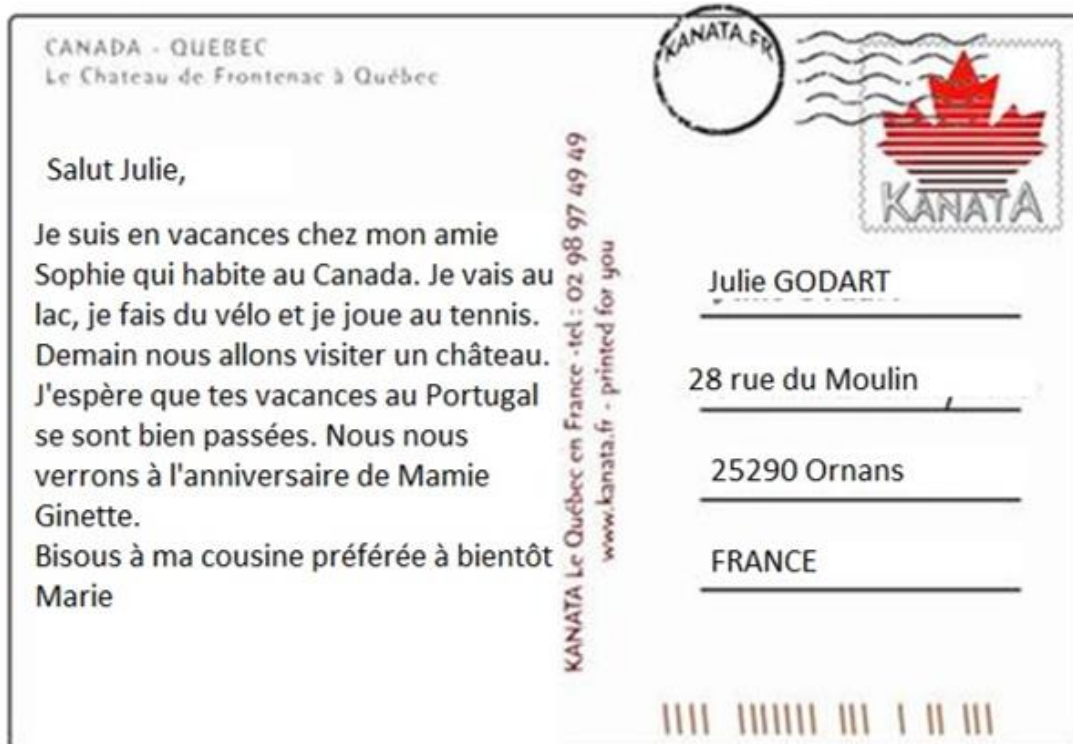 CANADA - QUEBEC
Le Chateau de Frontenac à Québec
Salut Julie,
Je suis en vacances chez mon amie
Sophie qui habite au Canada. Je vais au
lac, je fais du vélo et je joue au tennis.
Demain nous allons visiter un château.
J'espère que tes vacances au Portugal
se sont bien passées. Nous nous
verrons à l'anniversaire de Mamie
Ginette.
Bisous à ma cousine préférée à bientôt
Marie
KANATA Le Québec en France -tel : 02 98 97 49 49
www.kanata.fr - printed for you
KANATA.FR
KANATA
Julie GODART
28 rue du Moulin
25290 Ornans
FRANCE